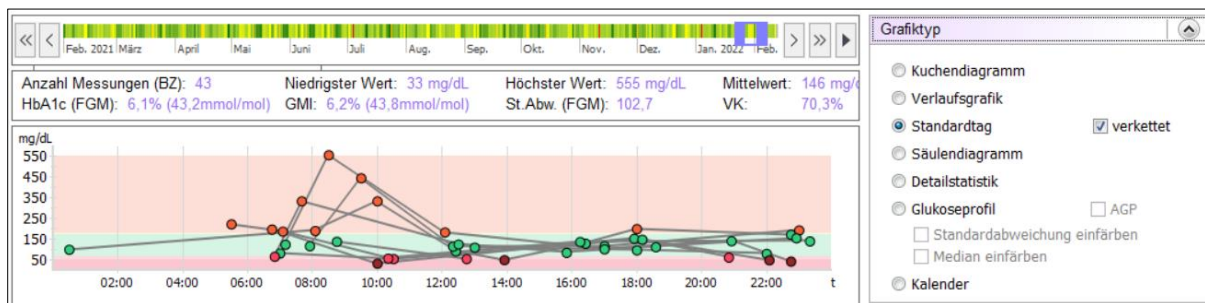 Feb. 2021 März April Mai Juni Juli Aug. Sep. Okt. Nov. Dez. Jan. 2022 Feb.
Anzahl Messungen (BZ): 43 Niedrigster Wert: 33 mg/dL Höchster Wert: 555 mg/dL Mittelwert: 146
HbA1c (FGM): 6,1% (43,2mmol/mol) GMI: 6,2% (43,8mmol/mol) St.Abw. (FGM): 102,7 VK: 70,3%
mg/dL
550
450
350
250
150
50
02:00 04:00 06:00 08:00 10:00 12:00 14:00 16:00 18:00 20:00 22:00 t
Grafiktyp
Kuchendiagramm
Verlaufsgrafik
Standardtag verkettet
Säulendiagramm
Detailstatistik
Glukoseprofil AGP
Standardabweichung einfärben
Median einfärben
Kalender